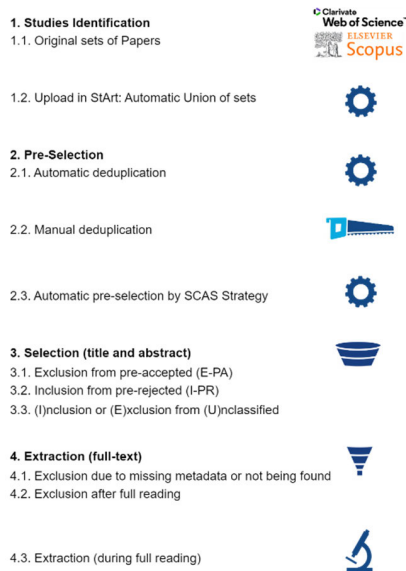 1. Studies Identification
Clarivate
Web of Science™
1.1. Original sets of Papers
ELSEVIER
Scopus
1.2. Upload in StArt: Automatic Union of sets
2. Pre-Selection
2.1. Automatic deduplication
2.2. Manual deduplication
2.3. Automatic pre-selection by SCAS Strategy
3. Selection (title and abstract)
3.1. Exclusion from pre-accepted (E-PA)
3.2. Inclusion from pre-rejected (I-PR)
3.3. (I)nclusion or (E)xclusion from (U)nclassified
4. Extraction (full-text)
4.1. Exclusion due to missing metadata or not being found
4.2. Exclusion after full reading
4.3. Extraction (during full reading)